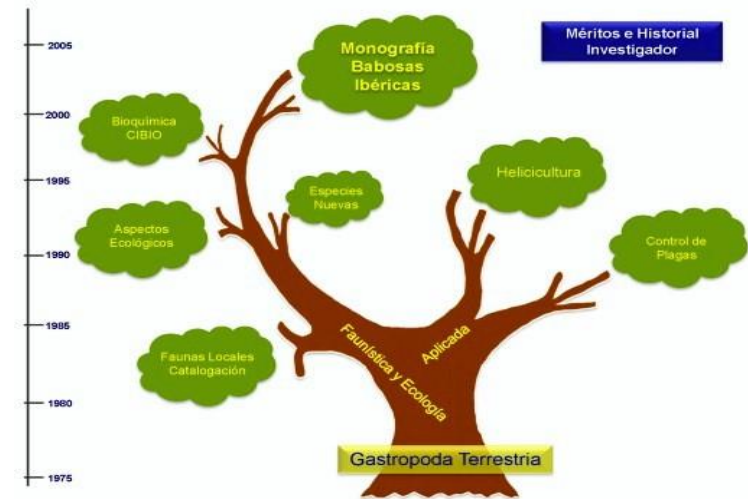 Méritos e Historial
Investigador
2005
2000
1995
1990
1985
1980
1975
Monografía
Babosas
Ibéricas
Bioquímica
CIBIO
Especies
Nuevas
Helicicultura
Aspectos
Ecológicos
Control de
Plagas
Faunas Locales
Catalogación
Faunística y Ecología
Aplicada
Gastropoda Terrestria